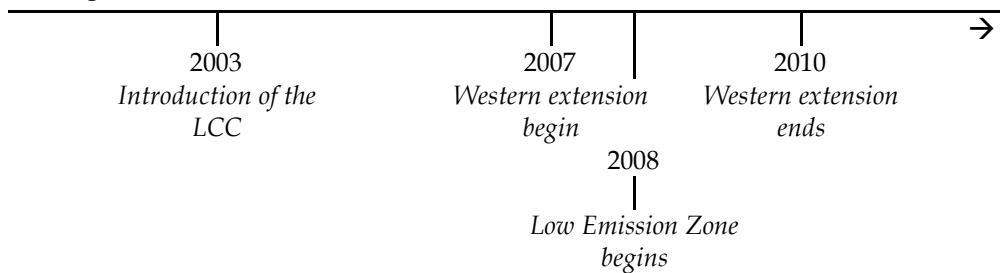 2003
Introduction of the
LCC
2007
Western extension
begin
2010
Western extension
ends
2008
Low Emission Zone
begins